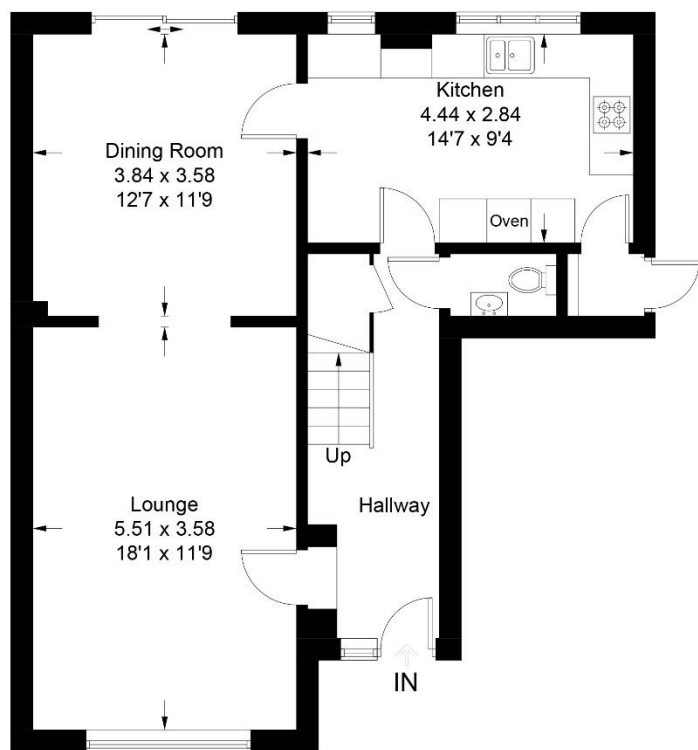 Kitchen
4.44 x 2.84
14'7 x 9'4
Dining Room
3.84 x 3.58
12'7 x 11'9
Oven
Up
Hallway
Lounge
5.51 x 3.58
18'1 x 11'9
IN